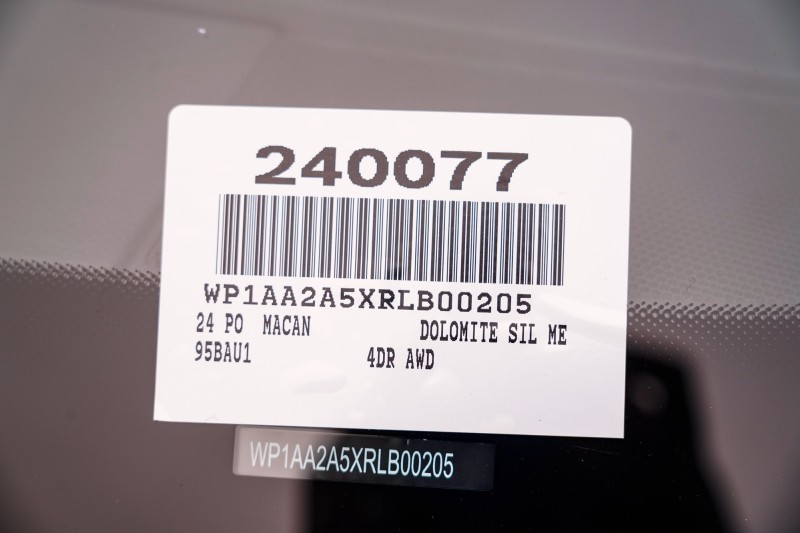 240077
WP1AA2A5XRLB00205
24 PO MACAN DOLOMITE SIL ME
95BAU1 4DR AWD
WP1AA2A5XRLB00205